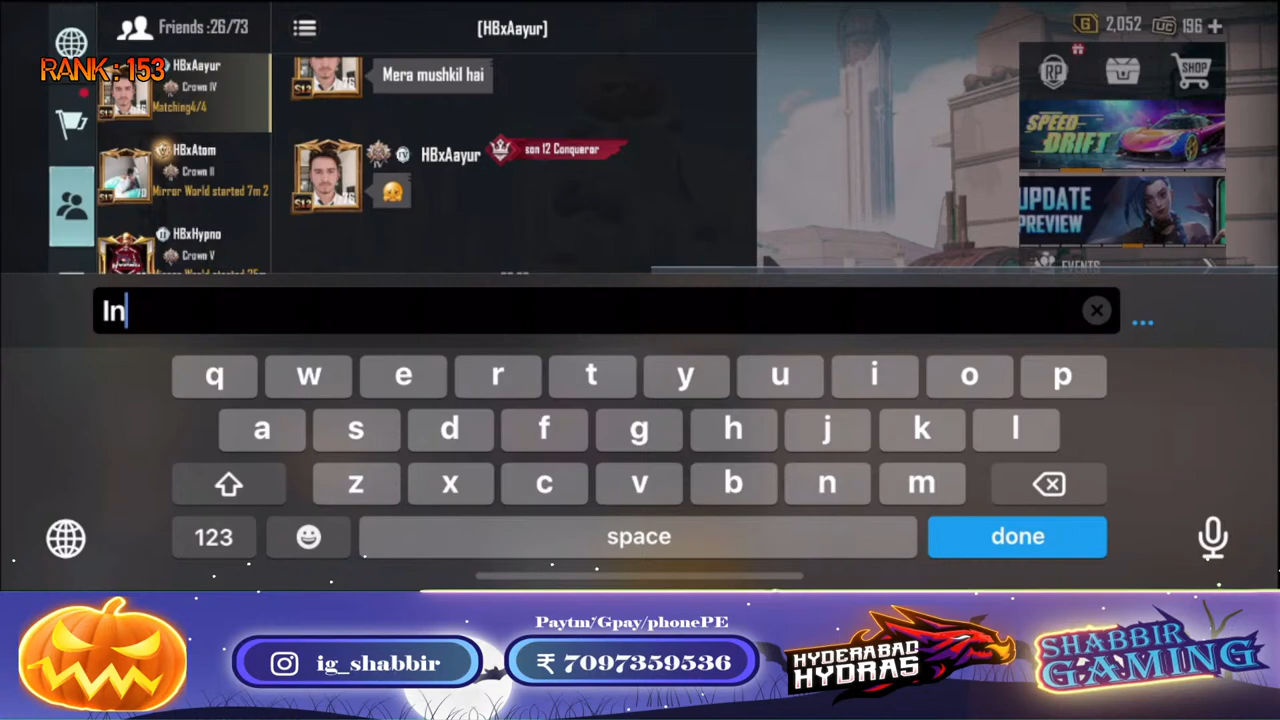 Friends :26/73
[HBxAayur]
2,052
UC 196 +
RANK : 153
HBxAayur
Crown IV
Matching4/4
Mera mushkil hai
RP
SHOP
HBxAtom
Crown II
Mirror World started 7m 2
HBxAayur
son 12 Conqueror
SPEED
DRIFT
UPDATE
PREVIEW
HBxHypno
Crown V
EVENTS
In
q w e r t y u i o p
a s d f g h j k l
z x c v b n m
123
space
done
Paytm/Gpay/phonePE
ig_shabbir
₹ 7097359536
HYDERABAD
HYDRAS
SHABBIR
GAMING